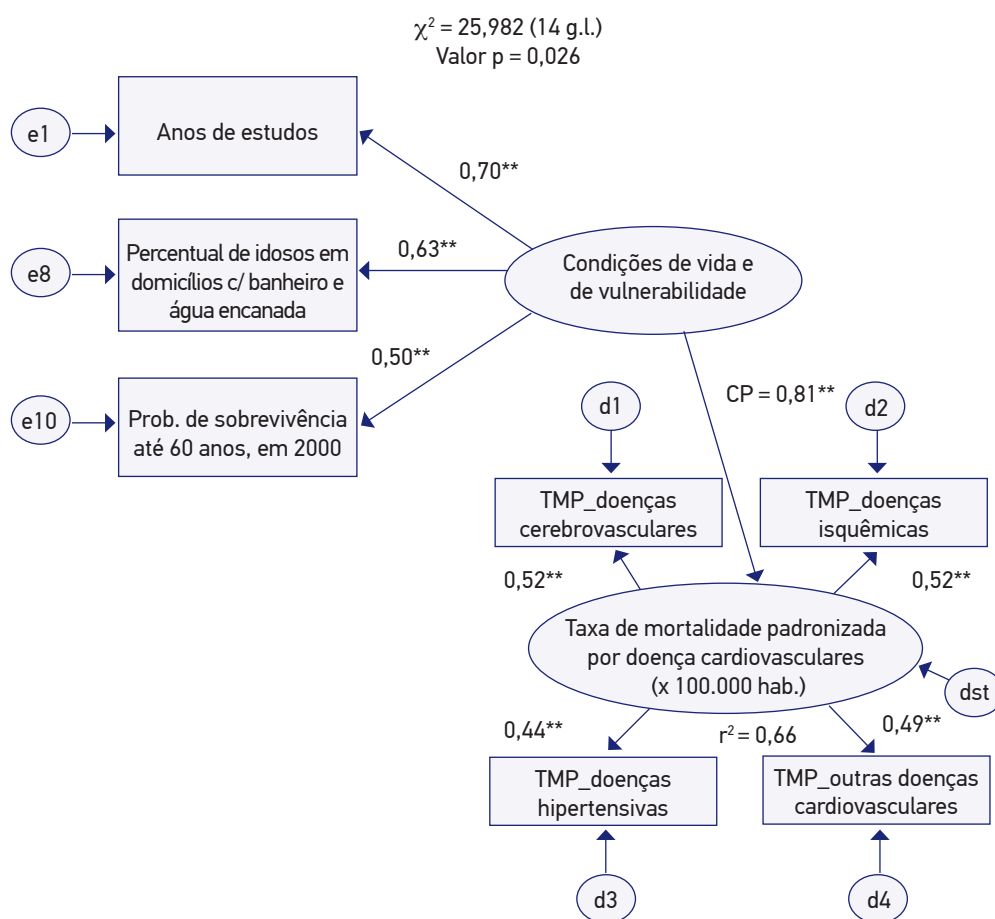 χ² = 25,982 (14 g.l.)
Valor p = 0,026
e1
Anos de estudos
0,70**
e8
Percentual de idosos em
domicílios c/ banheiro e
água encanada
0,63**
Condições de vida e
de vulnerabilidade
0,50**
e10
Prob. de sobrevivência
até 60 anos, em 2000
CP = 0,81**
d1
d2
TMP_doenças
cerebrovasculares
TMP_doenças
isquêmicas
0,52**
0,52**
Taxa de mortalidade padronizada
por doença cardiovasculares
(x 100.000 hab.)
dst
0,44**
r² = 0,66
0,49**
TMP_doenças
hipertensivas
TMP_outras doenças
cardiovasculares
d3
d4